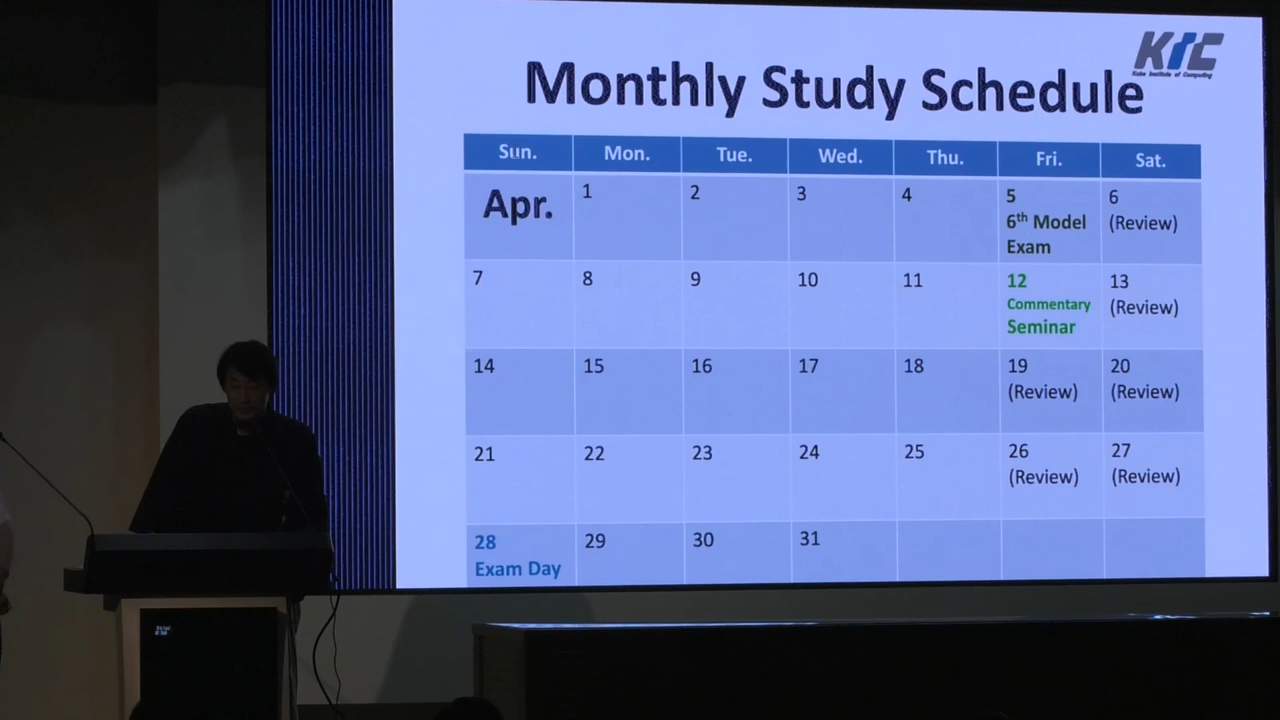 KIC
Kobe Institute of Computing
Monthly Study Schedule
Sun. Mon. Tue. Wed. Thu. Fri. Sat.
Apr. 1 2 3 4 5 6
6th Model (Review)
Exam
7 8 9 10 11 12 13
Commentary (Review)
Seminar
14 15 16 17 18 19 20
(Review) (Review)
21 22 23 24 25 26 27
(Review) (Review)
28 29 30 31
Exam Day